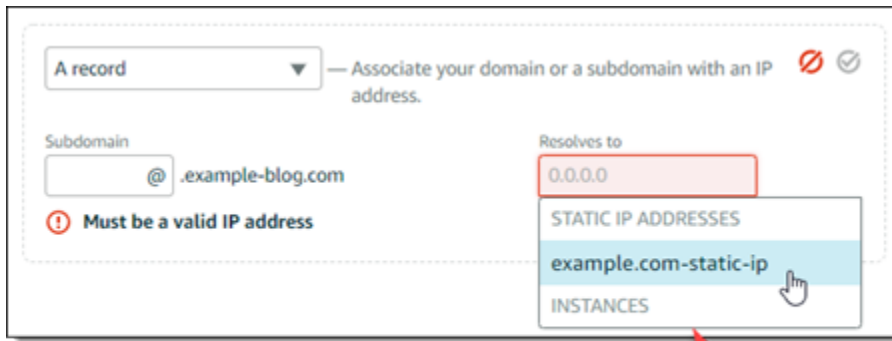 A record
— Associate your domain or a subdomain with an IP
address.
Subdomain
Resolves to
@ .example-blog.com
0.0.0.0
Must be a valid IP address
STATIC IP ADDRESSES
example.com-static-ip
INSTANCES